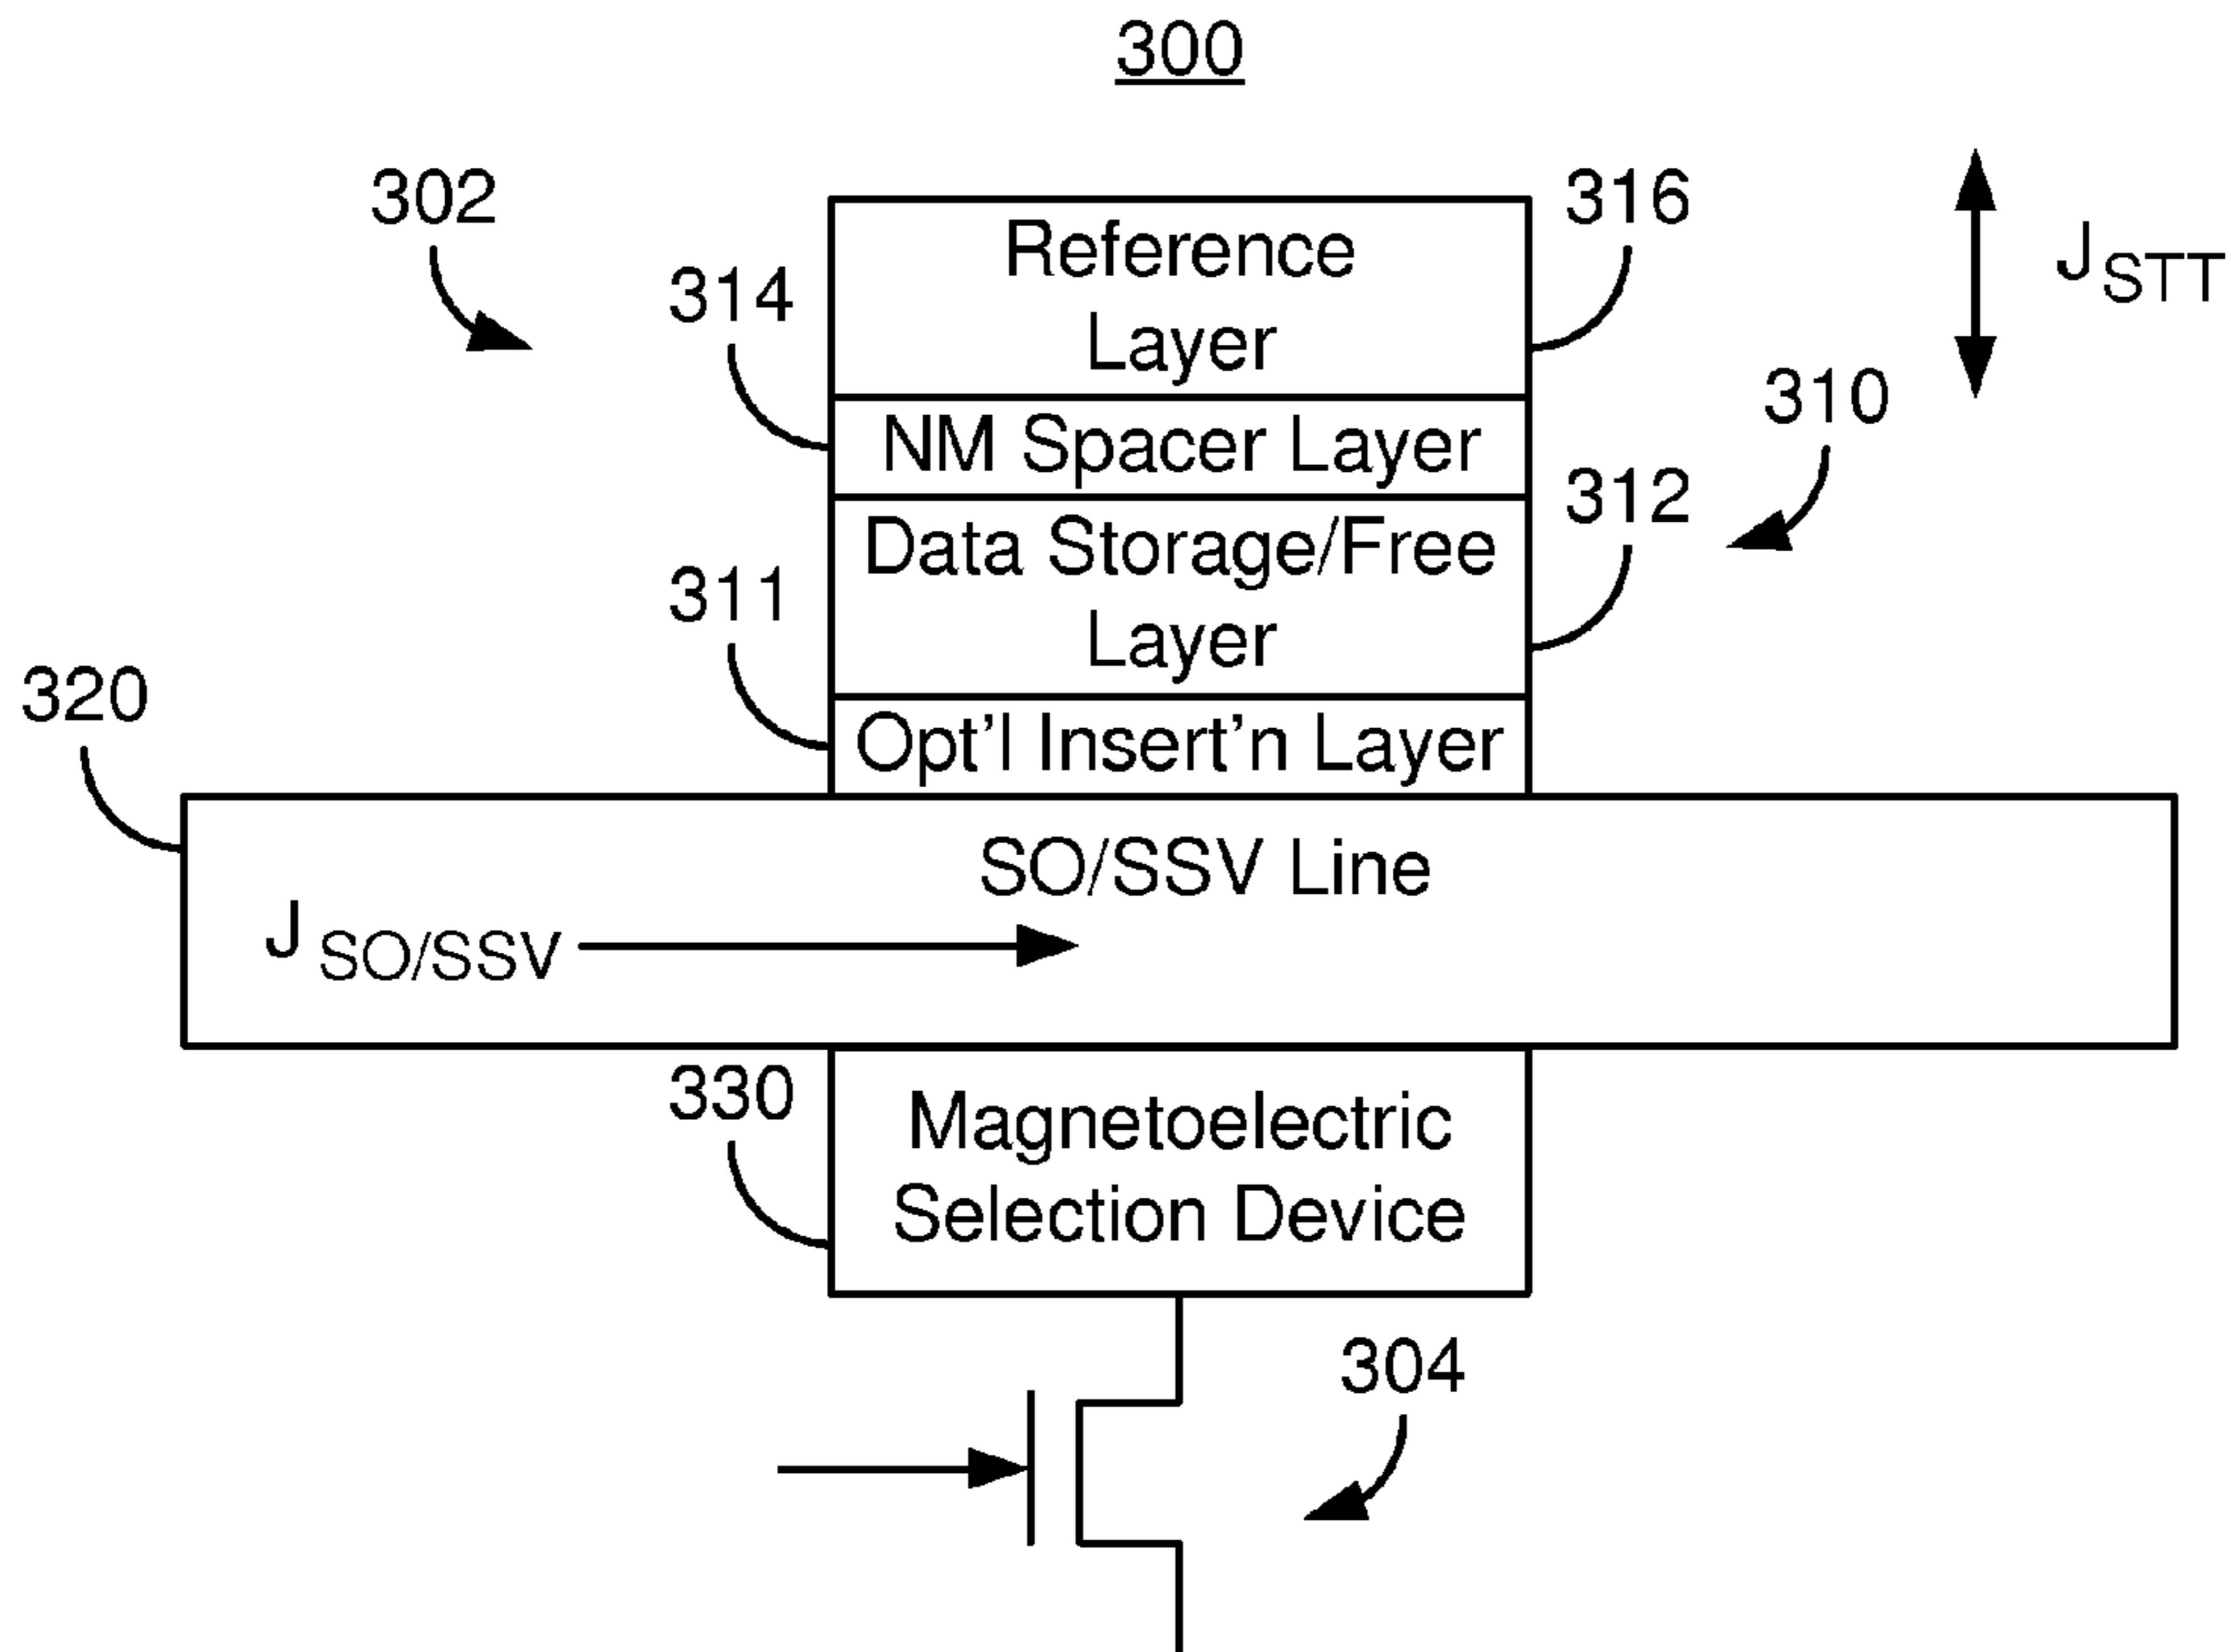 300
302
316
Reference
Layer
J STT
314
310
NM Spacer Layer
312
Data Storage/Free
Layer
311
320
Opt'l Insert'n Layer
SO/SSV Line
J SO/SSV
330
Magnetoelectric
Selection Device
304